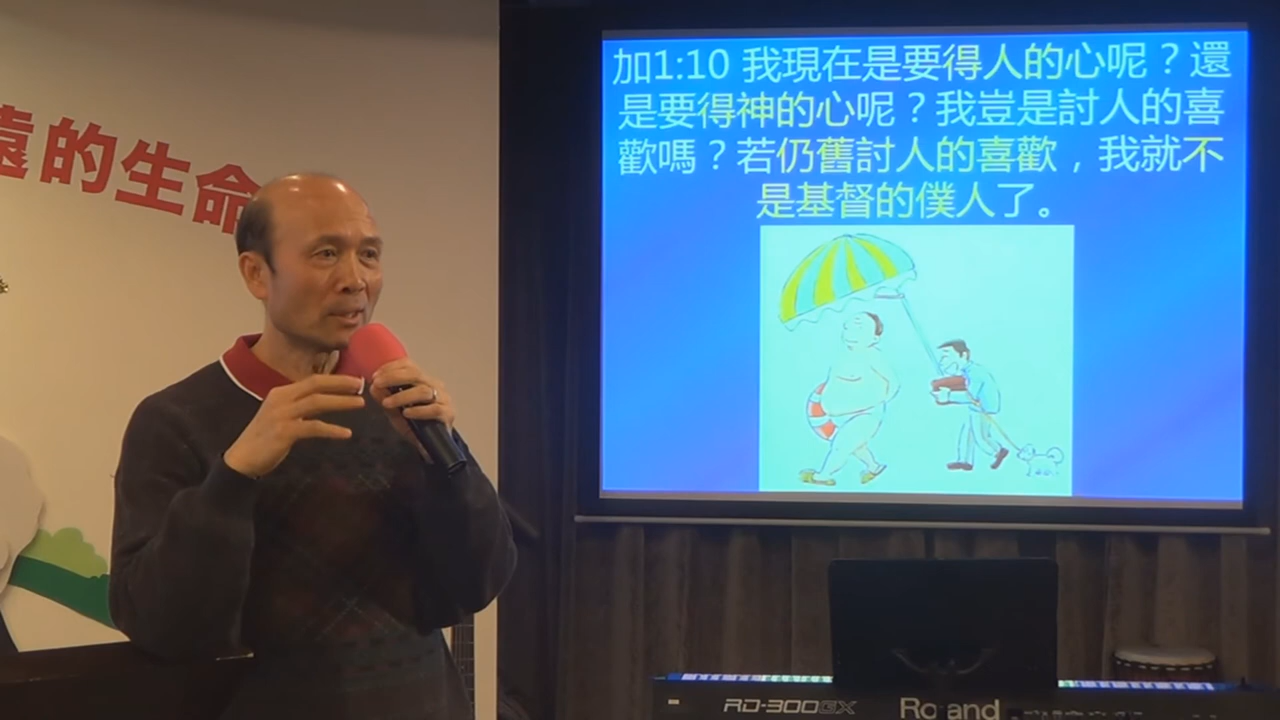 遠的生命
加1:10 我現在是要得人的心呢？還
是要得神的心呢？我豈是討人的喜
歡嗎？若仍舊討人的喜歡，我就不
是基督的僕人了。
RD-300GX
Roland